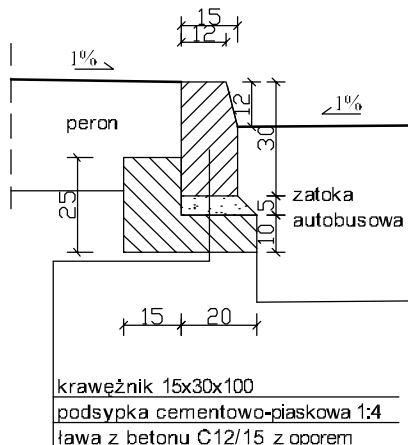 15
12
1%
1%
12
30
peron
zatoka
autobusowa
25
5
10
15
20
krawężnik 15x30x100
podsypka cementowo-piaskowa 1:4
ława z betonu C12/15 z oporem